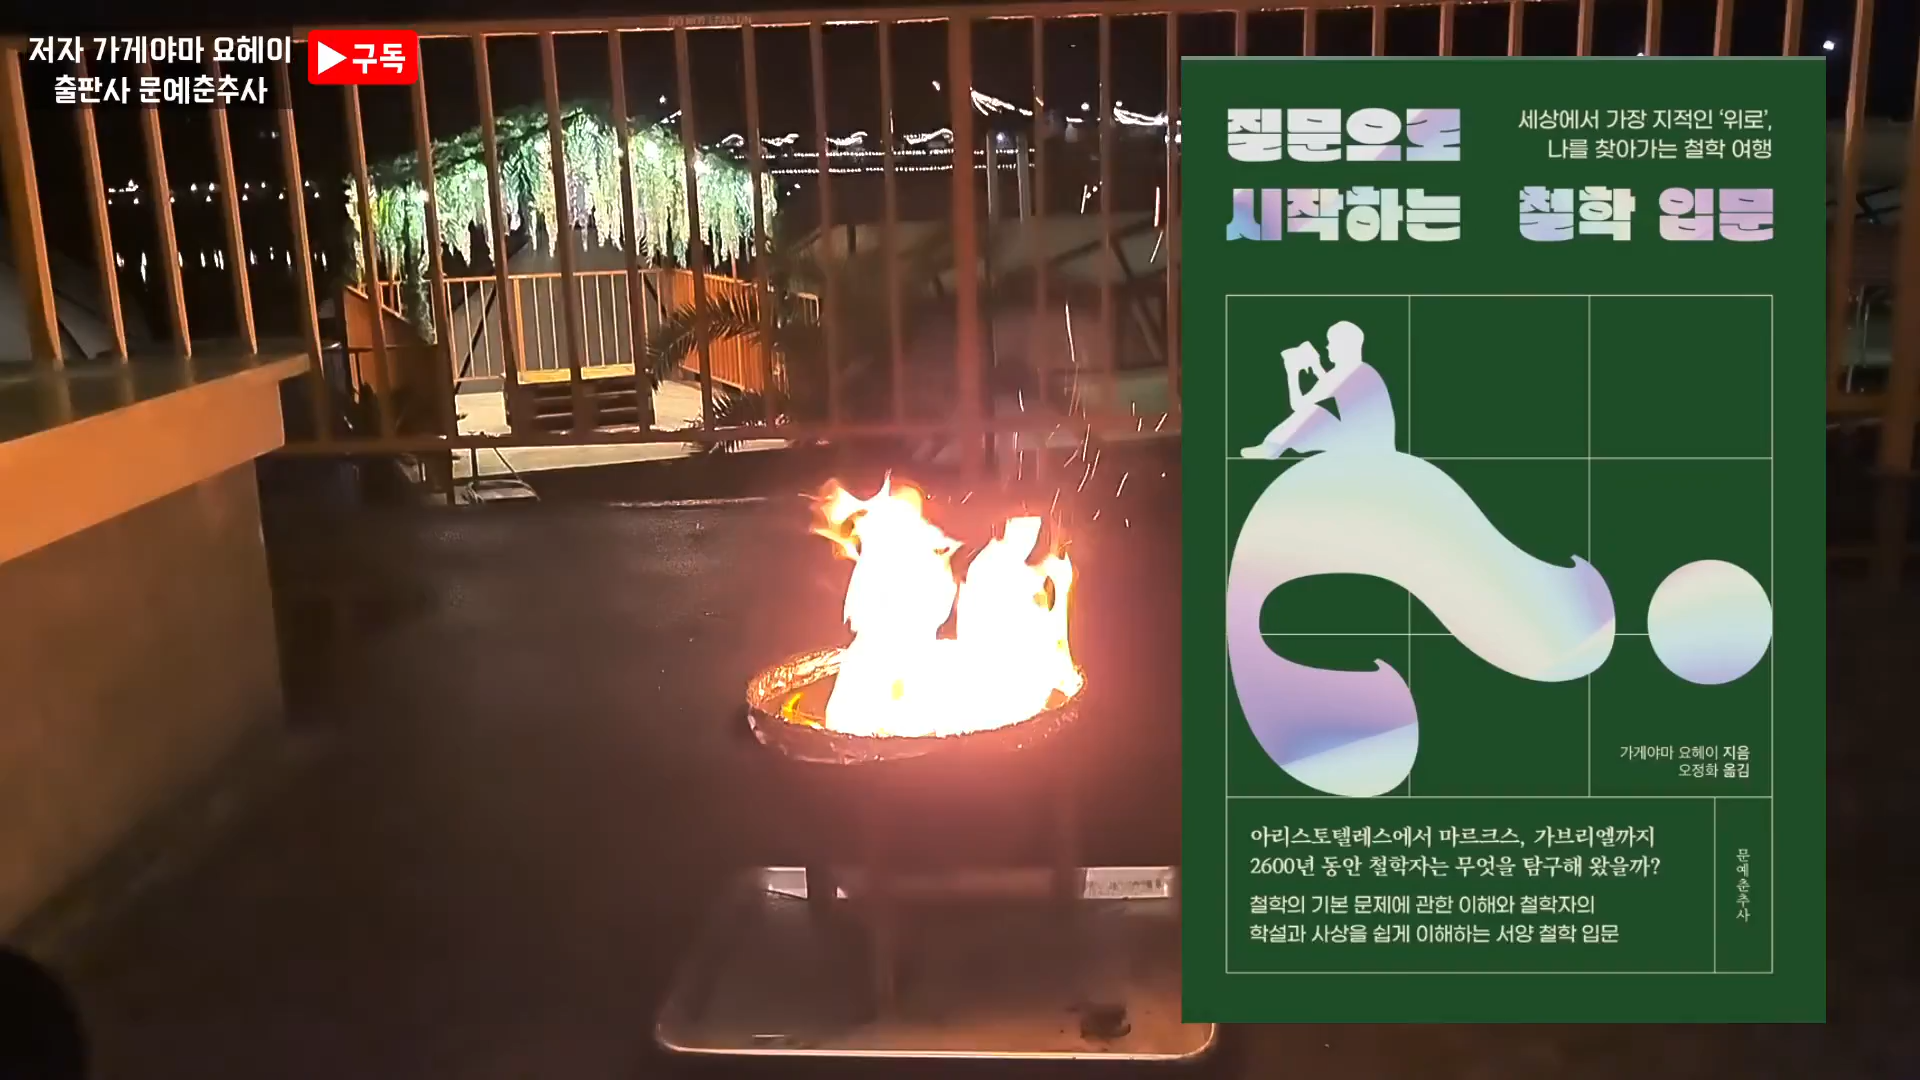 저자 가게야마 요헤이
출판사 문예춘추사
구독
DO NOT LEAN ON
질문으로
시작하는 철학 입문
세상에서 가장 지적인 ‘위로’,
나를 찾아가는 철학 여행
가게야마 요헤이 지음
오정화 옮김
아리스토텔레스에서 마르크스, 가브리엘까지
2600년 동안 철학자는 무엇을 탐구해 왔을까?
철학의 기본 문제에 관한 이해와 철학자의
학설과 사상을 쉽게 이해하는 서양 철학 입문
문예춘추사